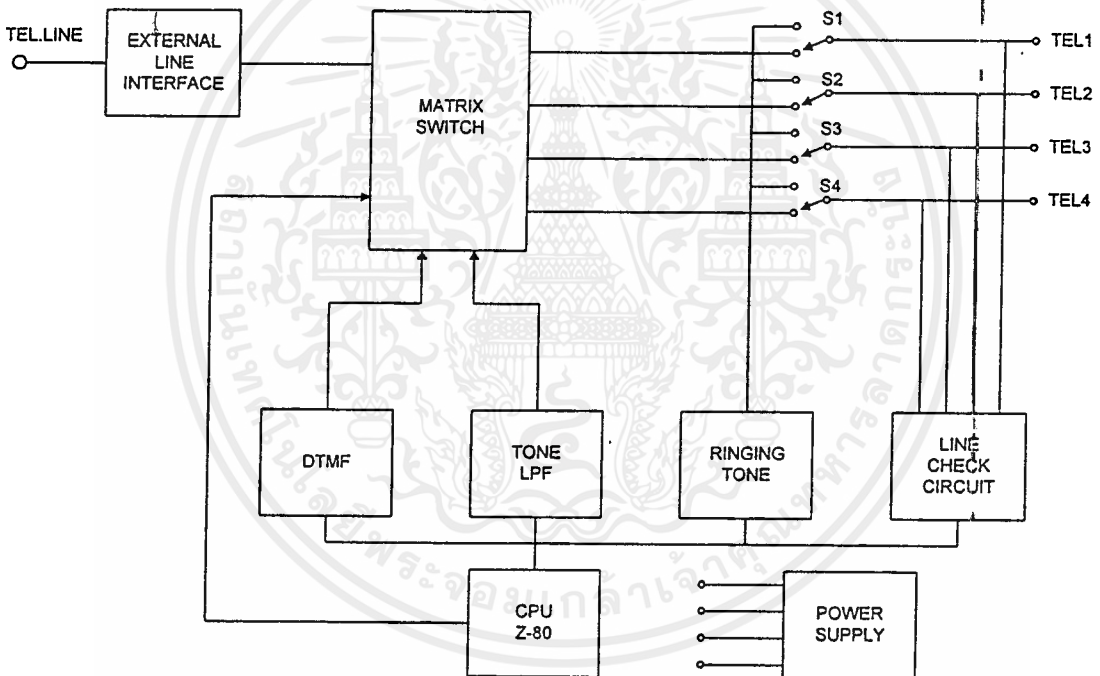 TEL.LINE
EXTERNAL
LINE
INTERFACE
MATRIX
SWITCH
S1
TEL1
S2
TEL2
S3
TEL3
S4
TEL4
DTMF
TONE
LPF
RINGING
TONE
LINE
CHECK
CIRCUIT
CPU
Z-80
POWER
SUPPLY